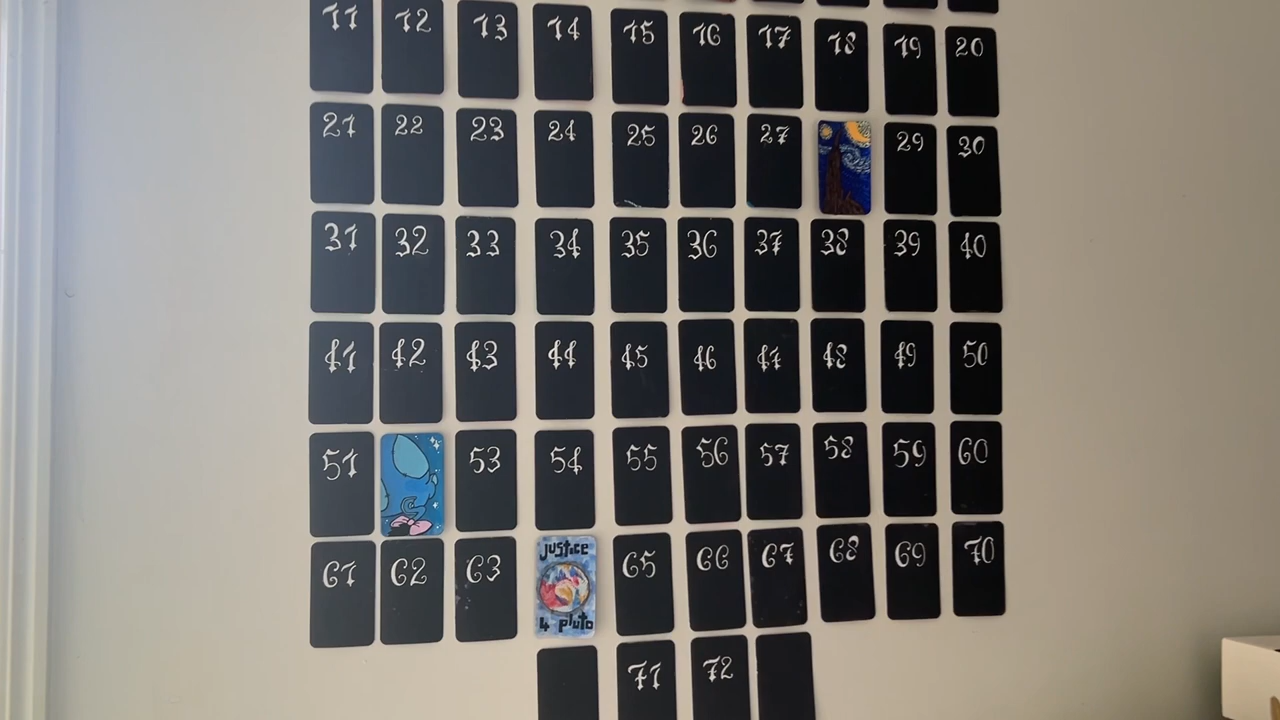 11 12 13 14 15 16 17 18 19 20
21 22 23 24 25 26 27 29 30
31 32 33 34 35 36 37 38 39 40
41 42 43 44 45 46 47 48 49 50
51 53 54 55 56 57 58 59 60
61 62 63 justice 65 66 67 68 69 70
4 pluto
71 72